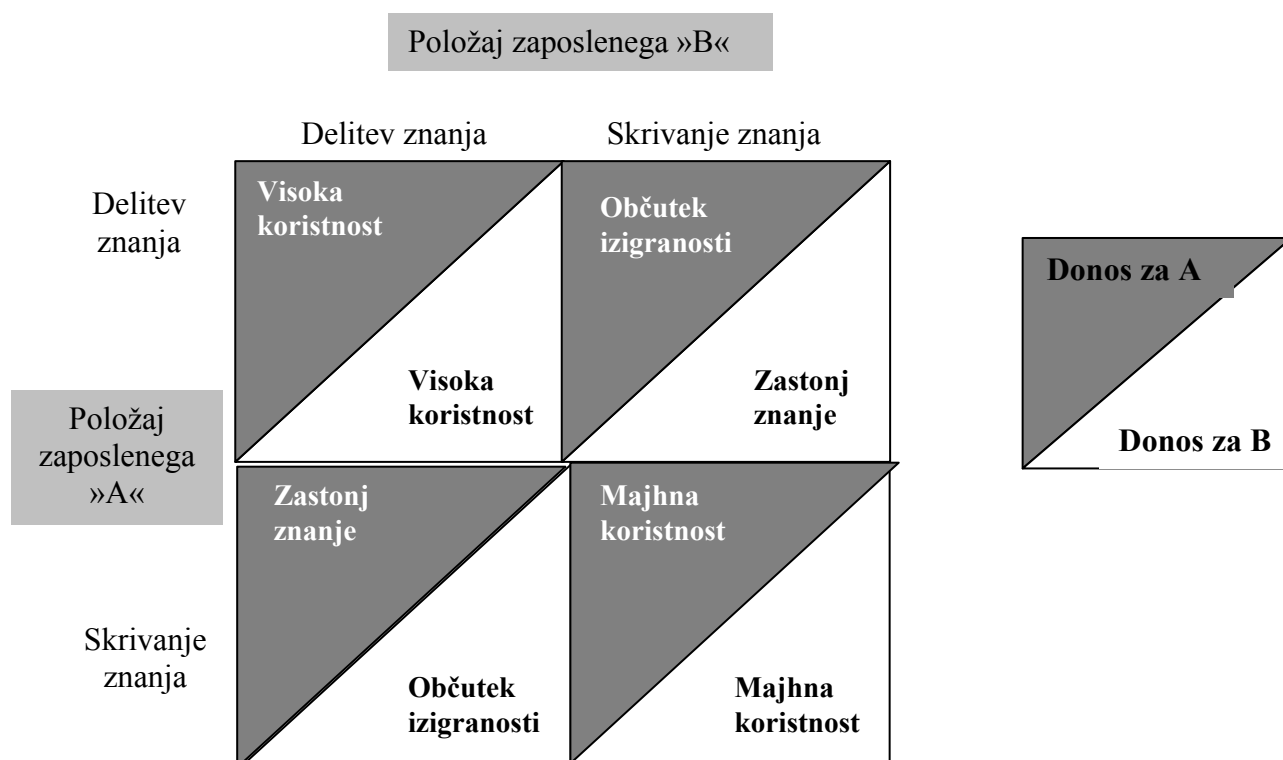 Položaj zaposlenega »B«
Delitev znanja
Skrivanje znanja
Delitev
znanja
Visoka
koristnost
Občutek
izigranosti
Donos za A
Visoka
koristnost
Zastonj
znanje
Položaj
zaposlenega
»A«
Donos za B
Zastonj
znanje
Majhna
koristnost
Skrivanje
znanja
Občutek
izigranosti
Majhna
koristnost